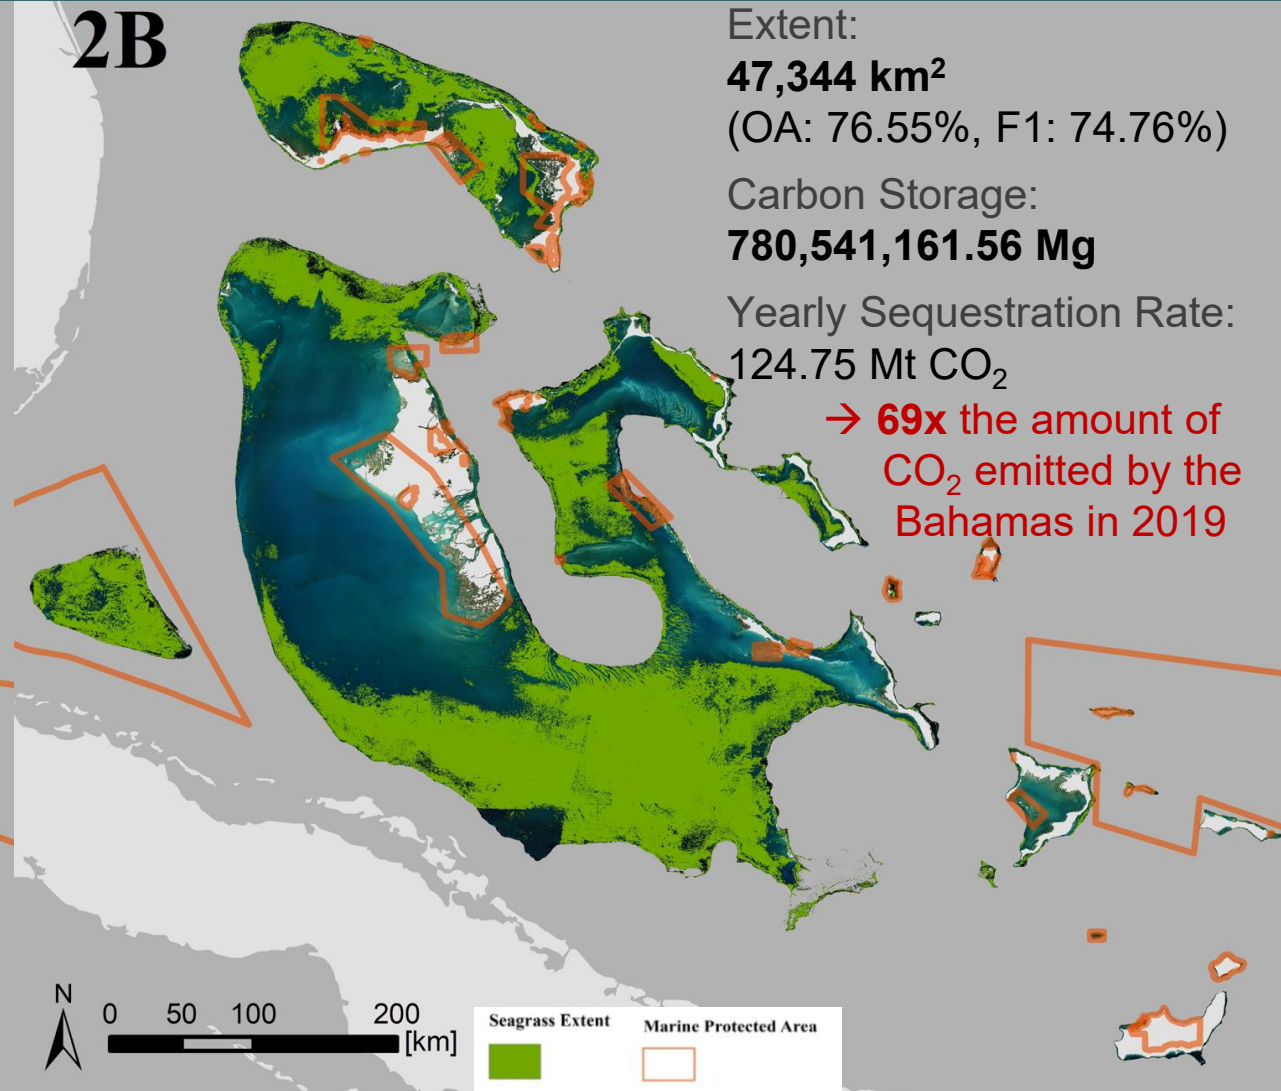 2B
Extent:
47,344 km²
(OA: 76.55%, F1: 74.76%)
Carbon Storage:
780,541,161.56 Mg
Yearly Sequestration Rate:
124.75 Mt CO₂
→ 69x the amount of
CO₂ emitted by the
Bahamas in 2019
N
0 50 100 200
[km]
Seagrass Extent Marine Protected Area